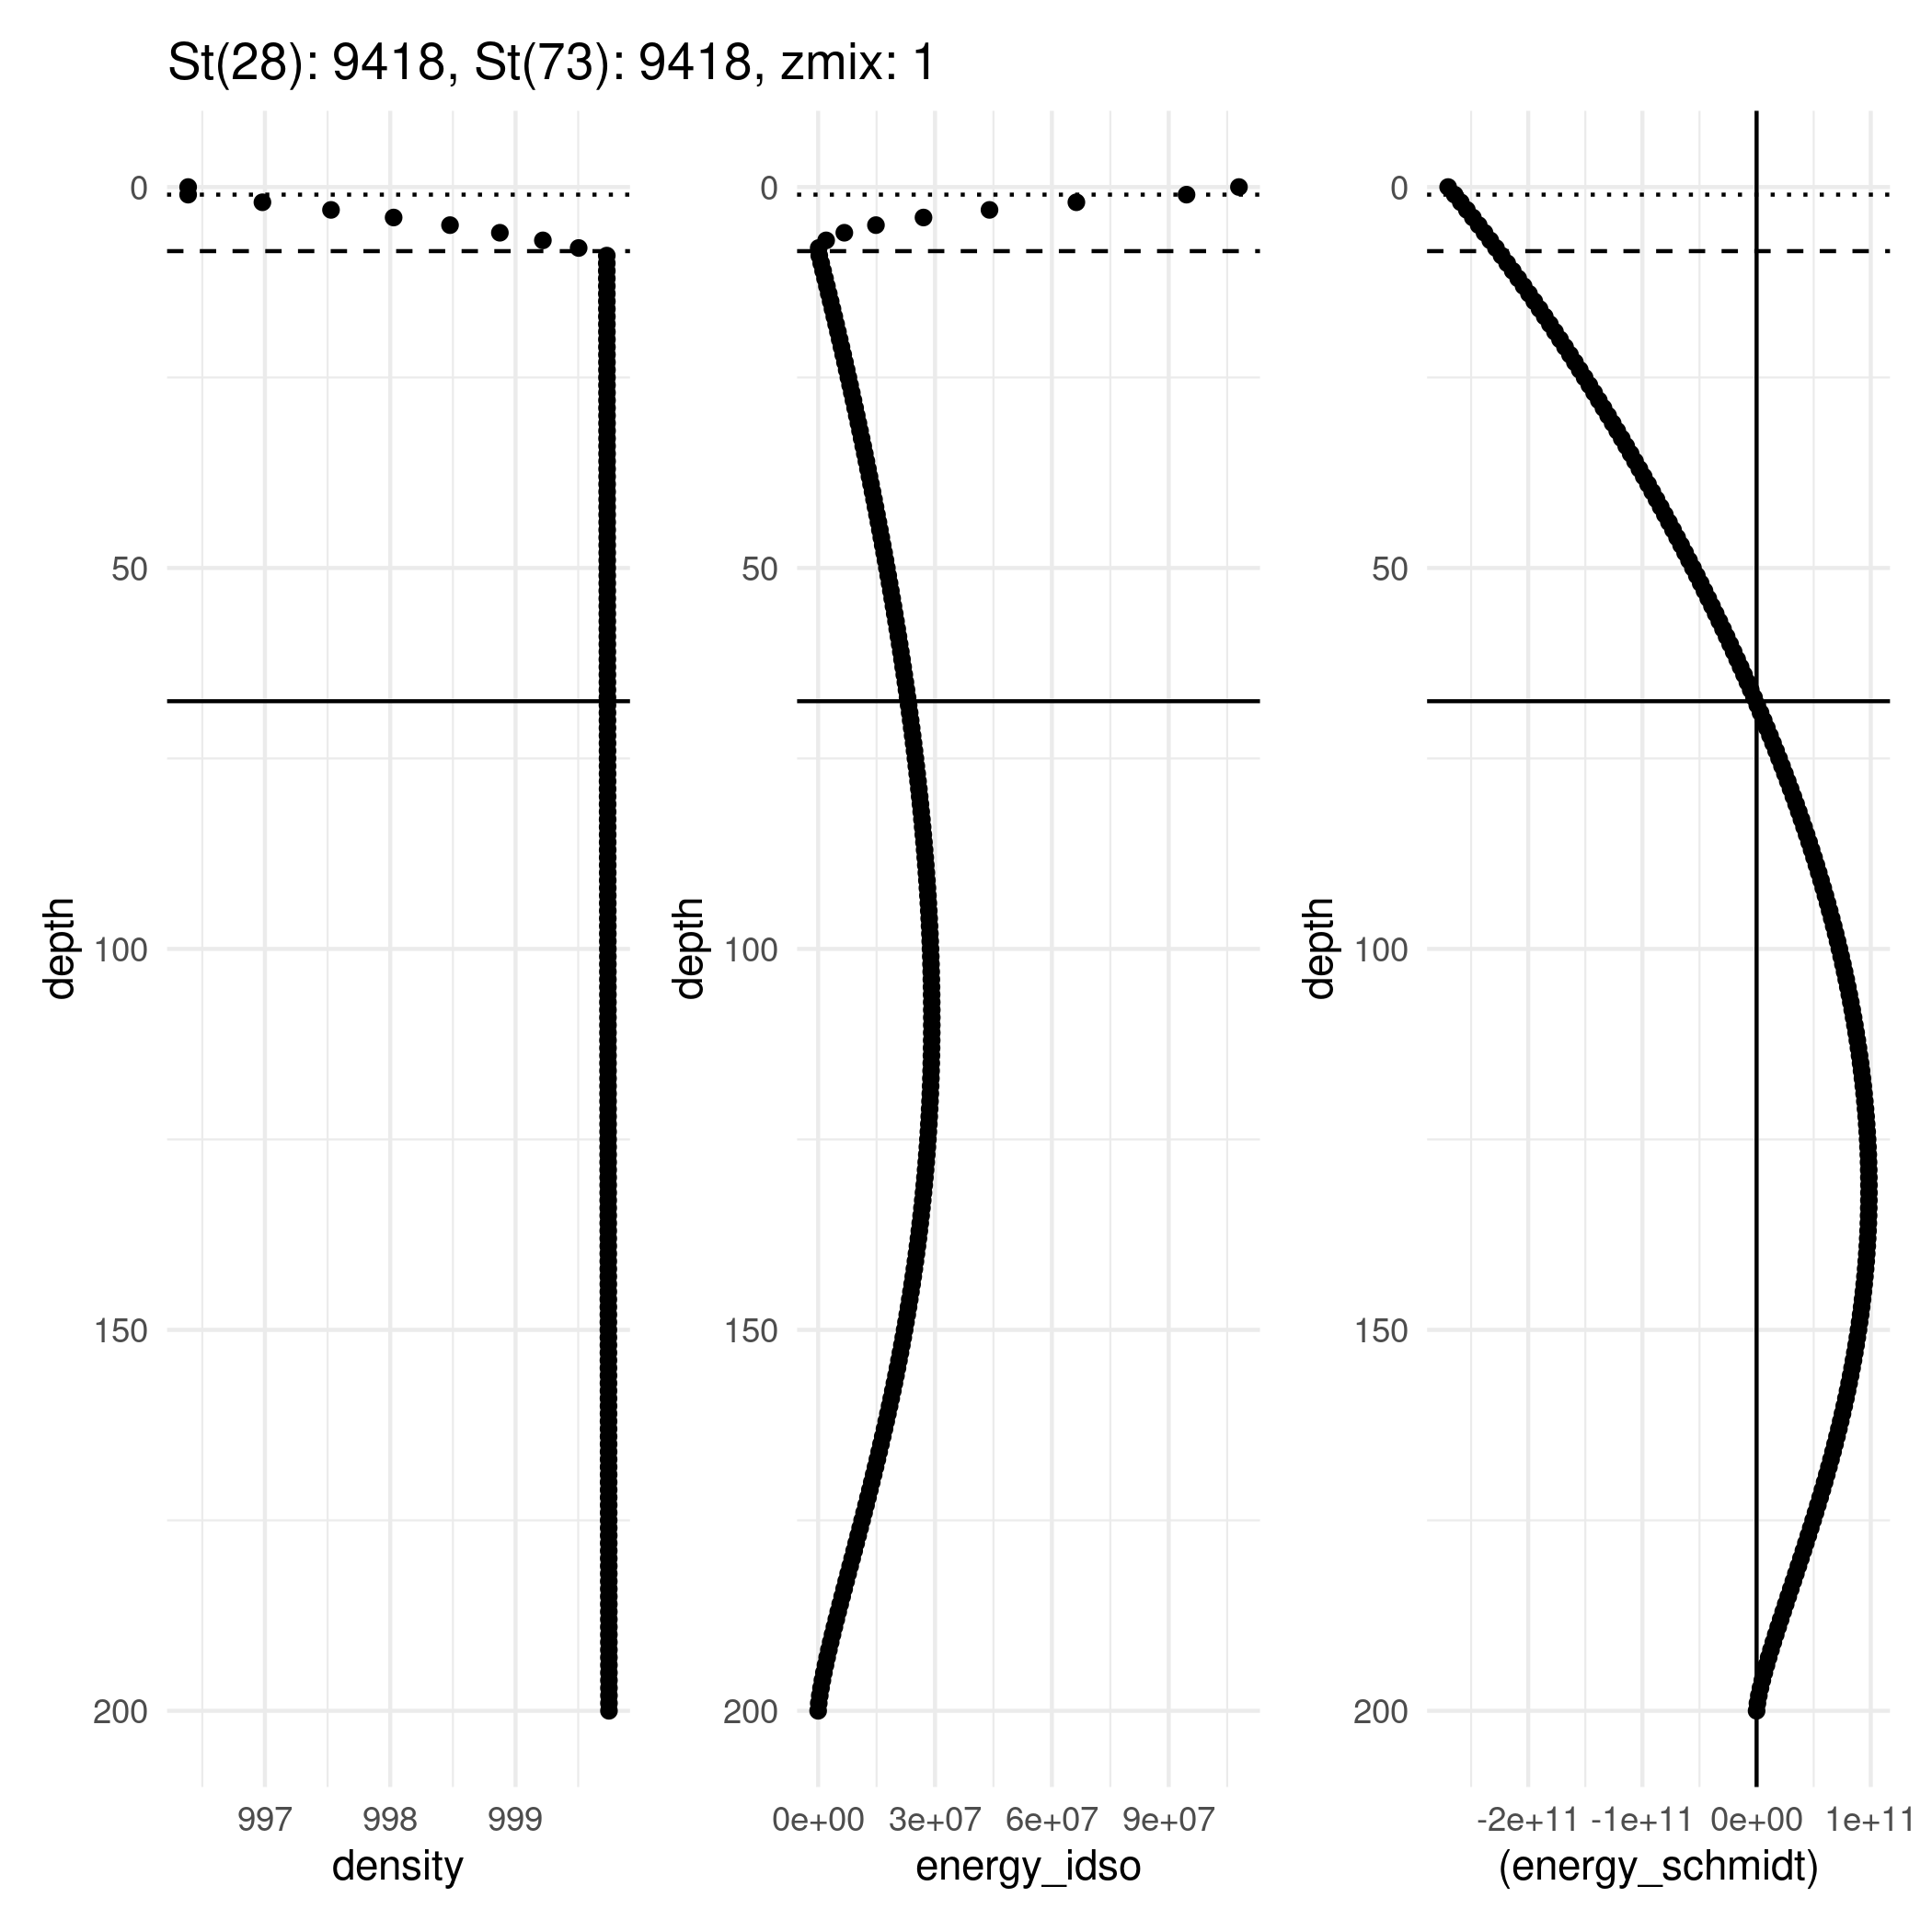 St(28): 9418, St(73): 9418, zmix: 1
0
50
100
150
200
depth
997 998 999
density
0
50
100
150
200
depth
0e+00 3e+07 6e+07 9e+07
energy_idso
0
50
100
150
200
depth
-2e+11 -1e+11 0e+00 1e+11
(energy_schmidt)